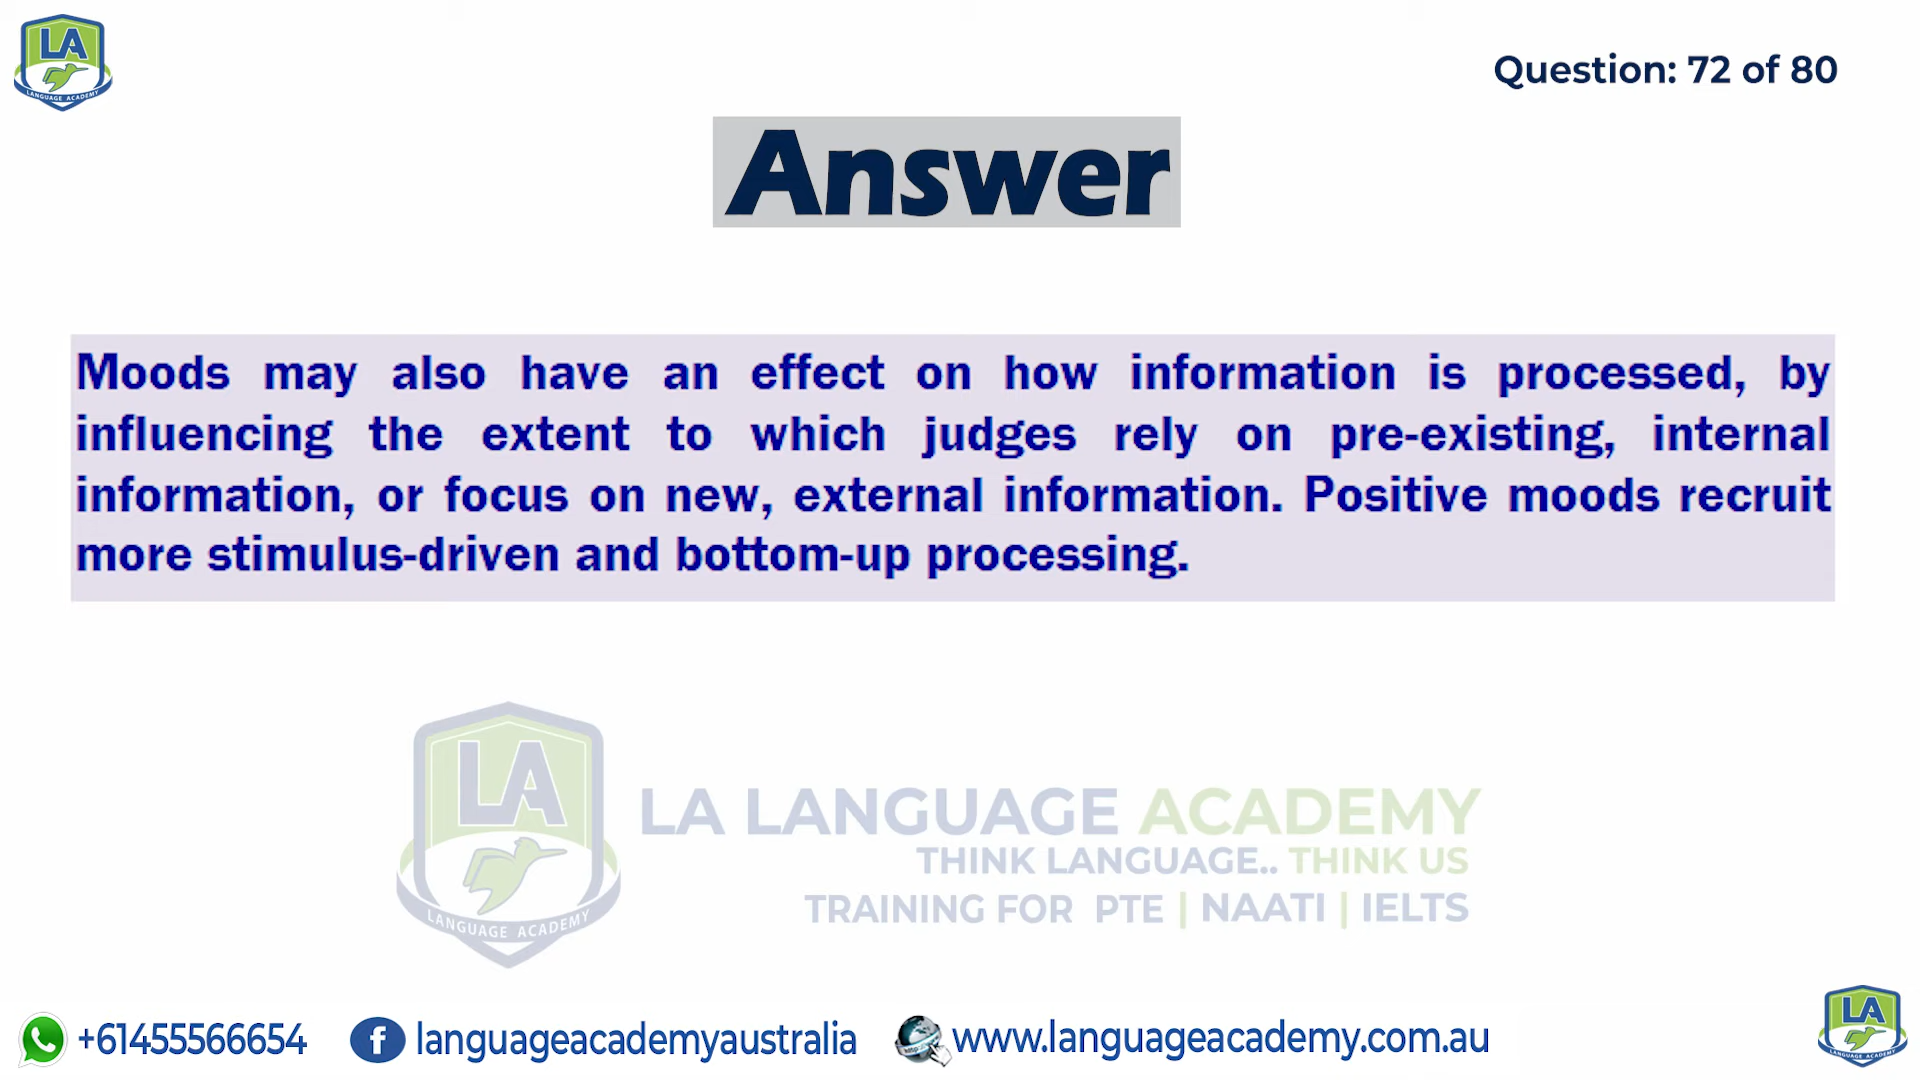 LA
LANGUAGE ACADEMY
Question: 72 of 80
Answer
Moods may also have an effect on how information is processed, by
influencing the extent to which judges rely on pre-existing, internal
information, or focus on new, external information. Positive moods recruit
more stimulus-driven and bottom-up processing.
LA
LANGUAGE ACADEMY
LA LANGUAGE ACADEMY
THINK LANGUAGE.. THINK US
TRAINING FOR PTE | NAATI | IELTS
+61455566654
f languageacademyaustralia
www.languageacademy.com.au
LA
LANGUAGE ACADEMY